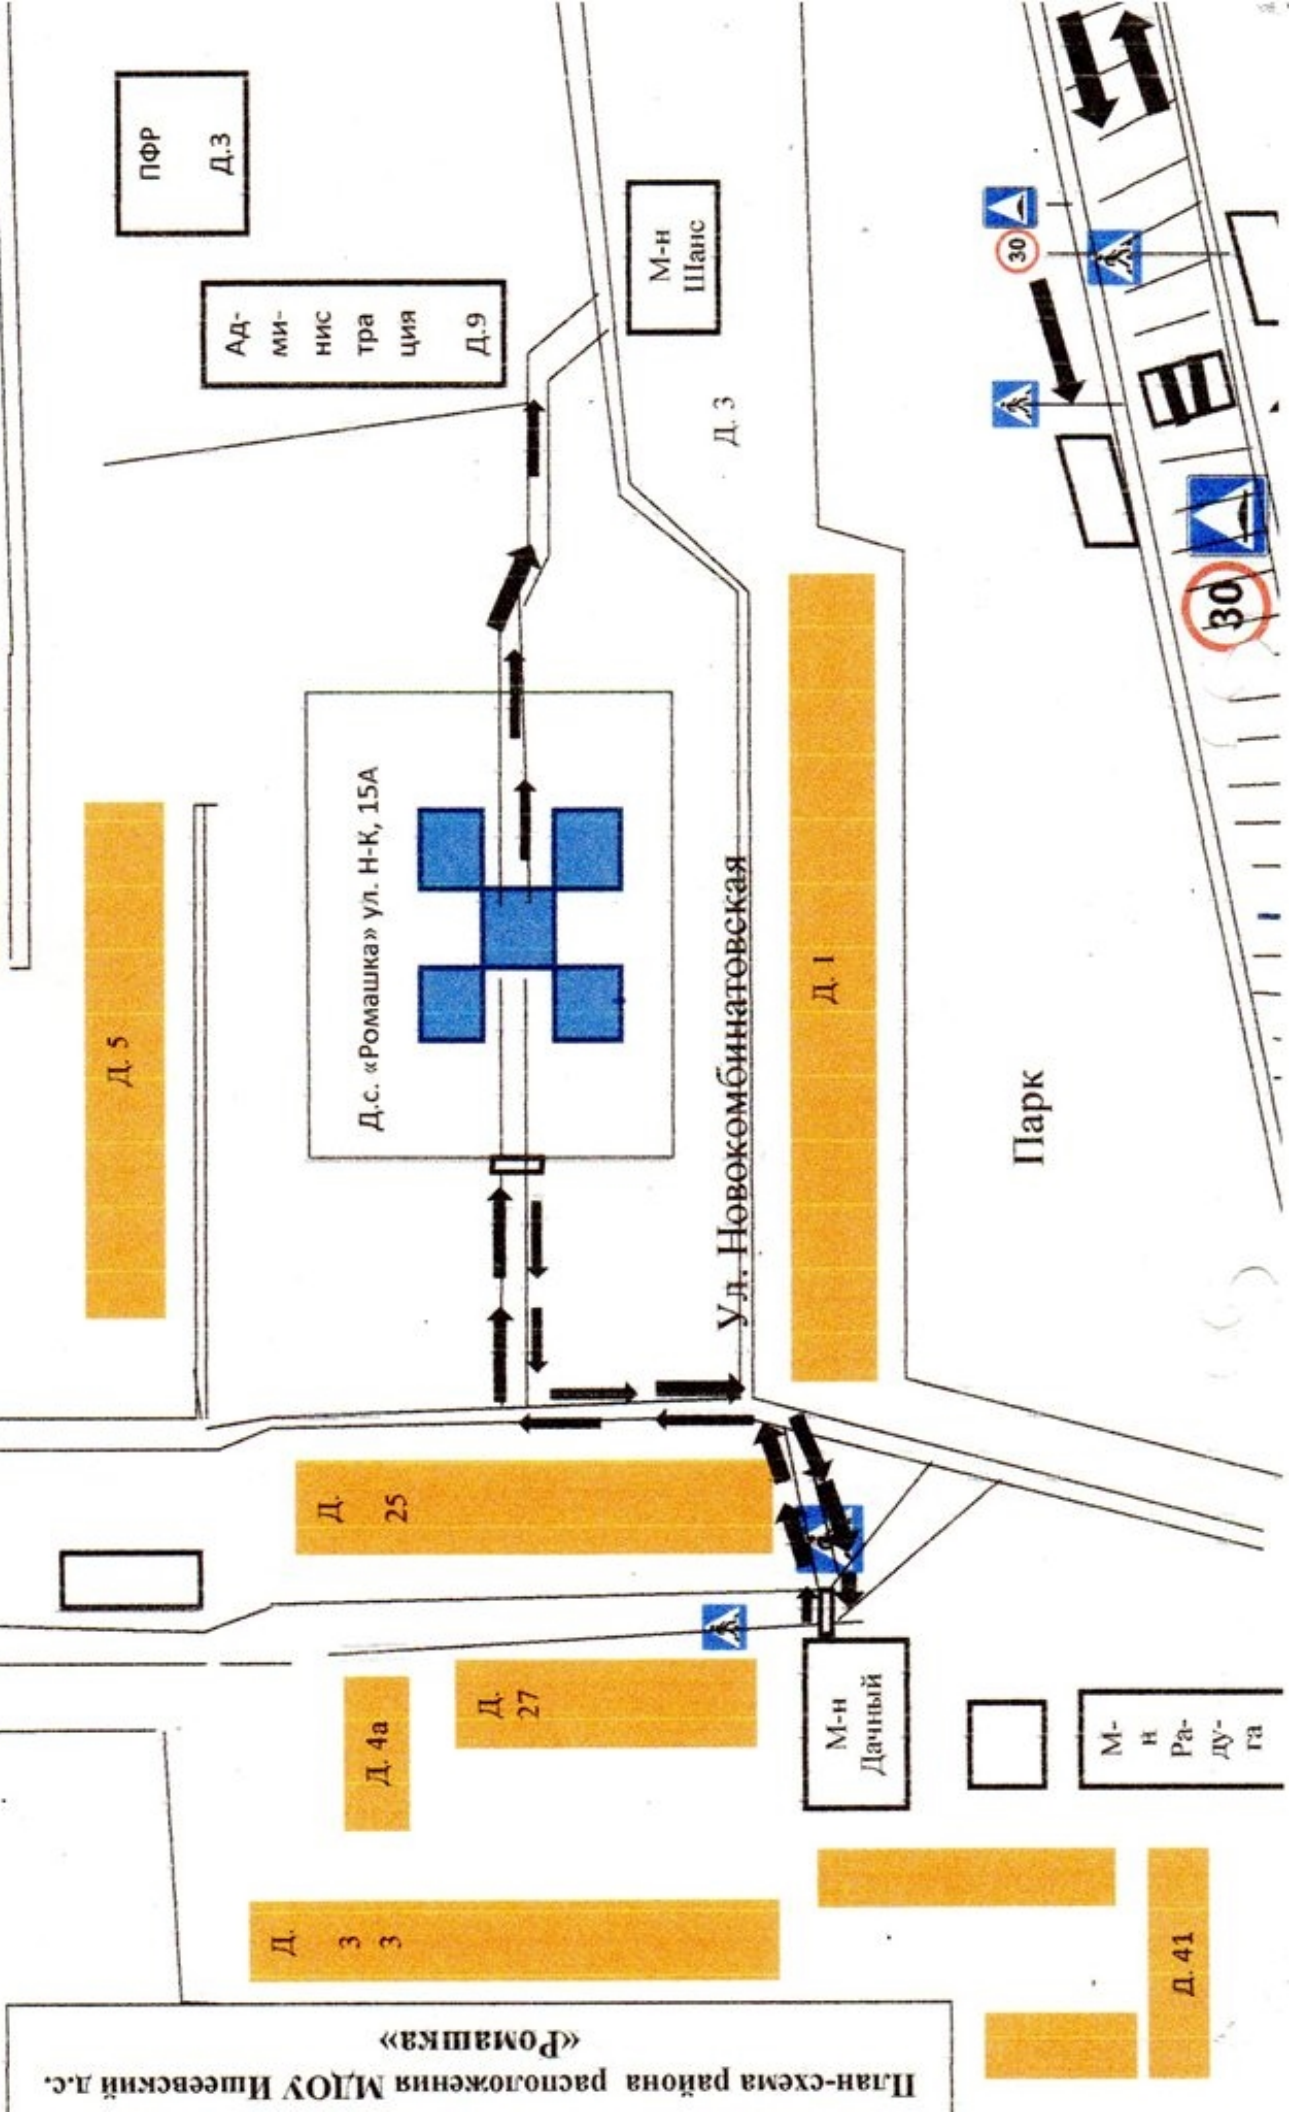 План-схема района расположения МДОУ Ишеевский д.с.
«Ромашка»
ПФР
Д.3
Ад-
ми-
нис
тра
ция
Д.9
М-н
Шанс
Д. 3
30
30
Д. 5
Д.с. «Ромашка» ул. Н-К, 15А
Ул. Новокомбинатовская
Д. 1
Парк
Д.
25
Д. 4а
Д.
27
М-н
Дачный
М-
н
Ра-
ду-
га
Д.
3
3
Д. 41